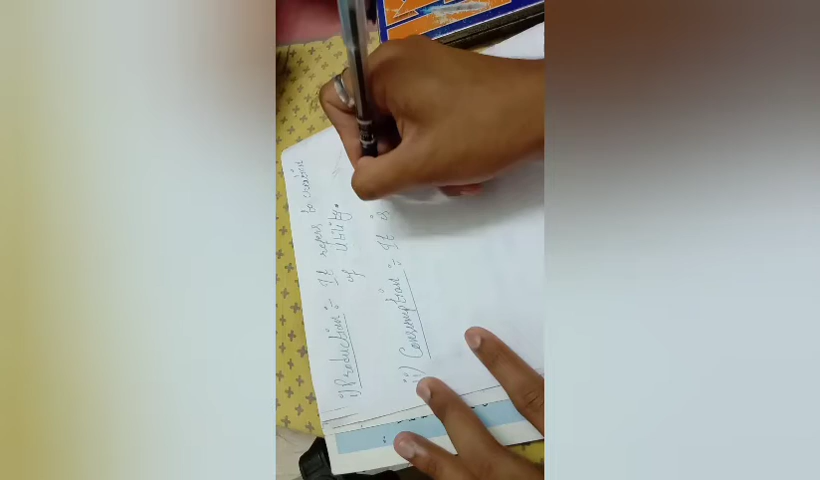 i) Production :- It refers to creation
of Utility.
ii) Consumption :- It is